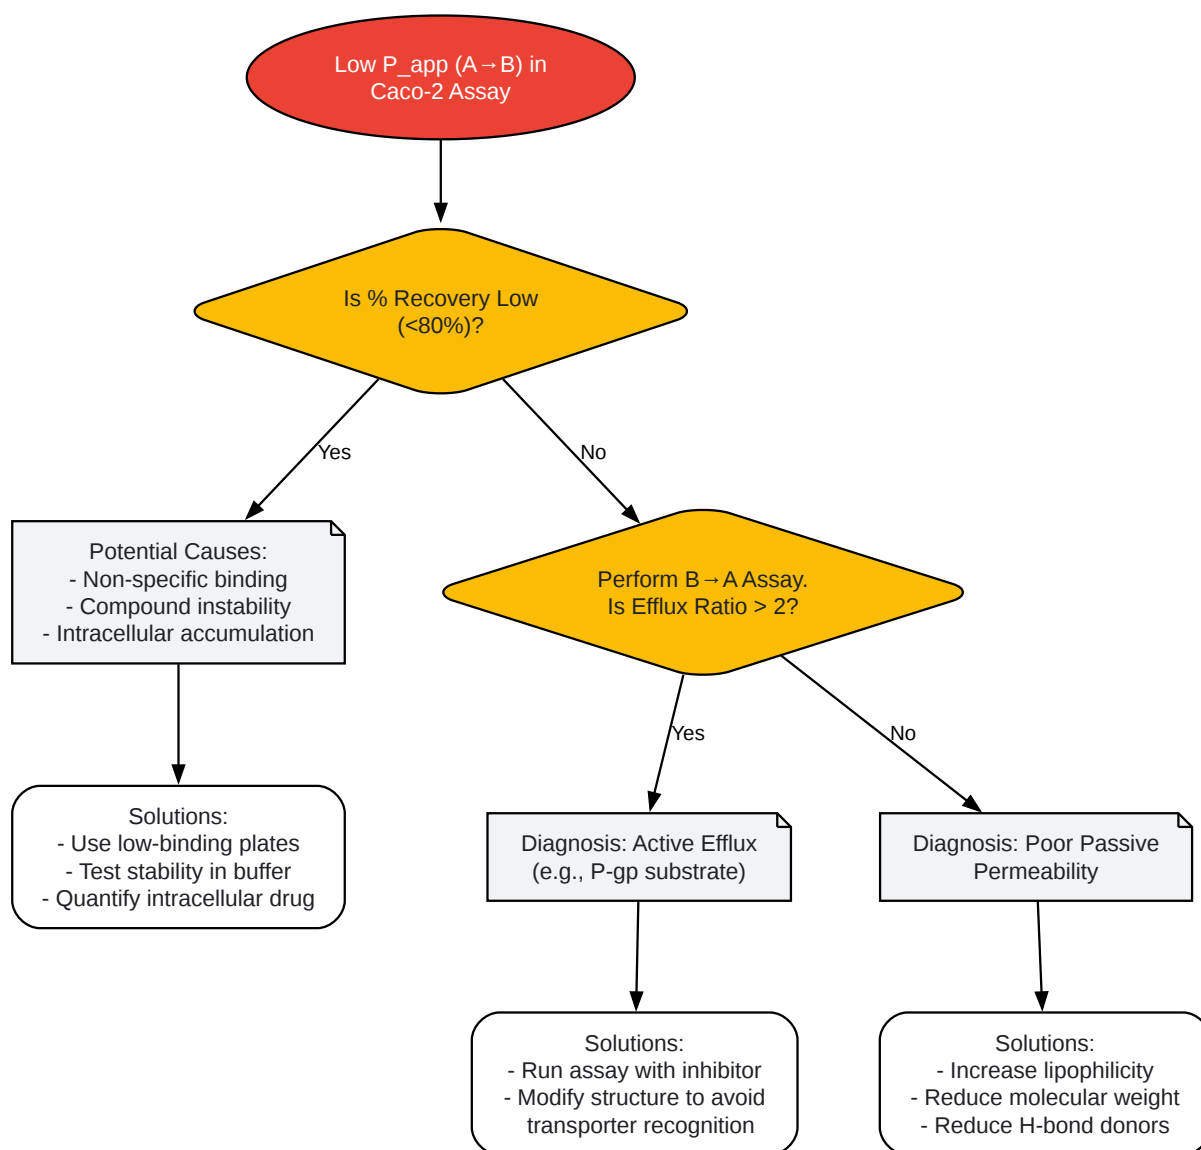 Low P_app (A→B) in
Caco-2 Assay
Is % Recovery Low
(<80%)?
Yes
No
Potential Causes:
- Non-specific binding
- Compound instability
- Intracellular accumulation
Perform B→A Assay.
Is Efflux Ratio > 2?
Yes
No
Solutions:
- Use low-binding plates
- Test stability in buffer
- Quantify intracellular drug
Diagnosis: Active Efflux
(e.g., P-gp substrate)
Diagnosis: Poor Passive
Permeability
Solutions:
- Run assay with inhibitor
- Modify structure to avoid
transporter recognition
Solutions:
- Increase lipophilicity
- Reduce molecular weight
- Reduce H-bond donors